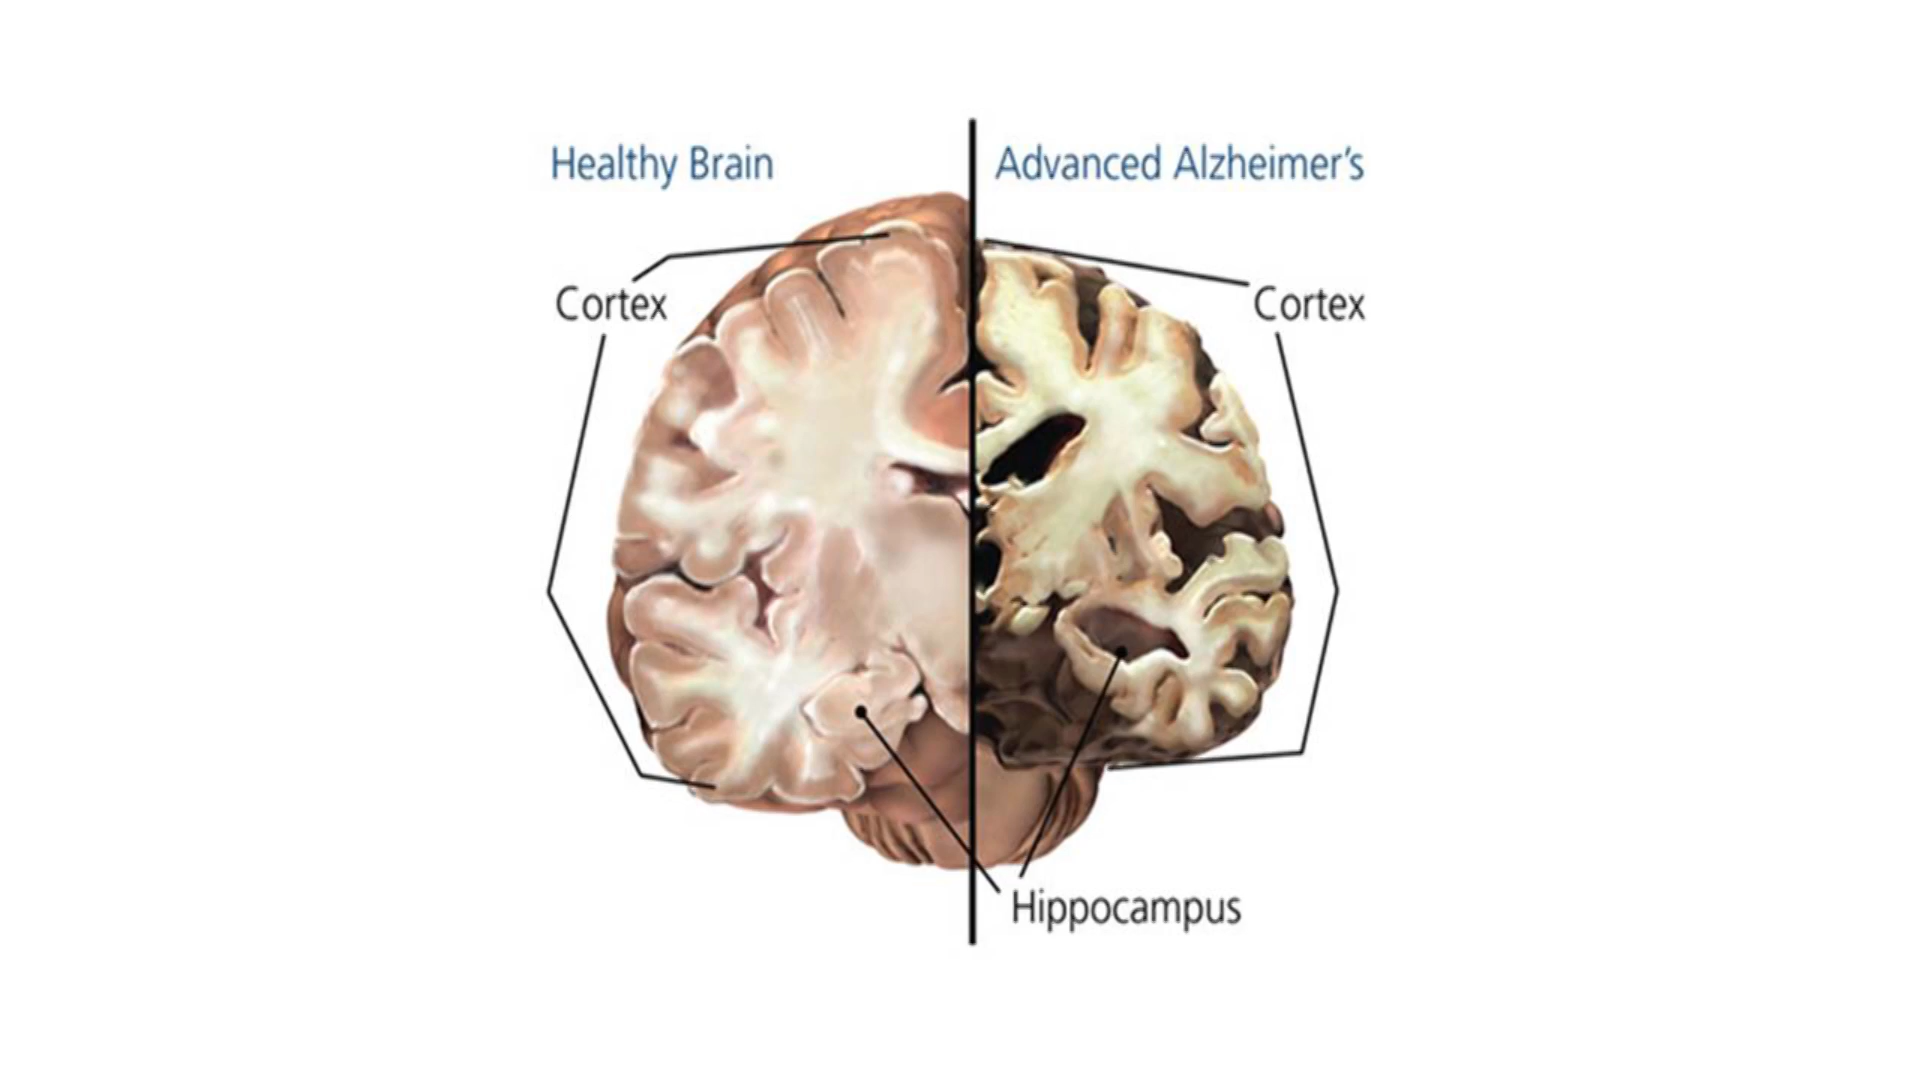 Healthy Brain
Advanced Alzheimer's
Cortex
Cortex
Hippocampus